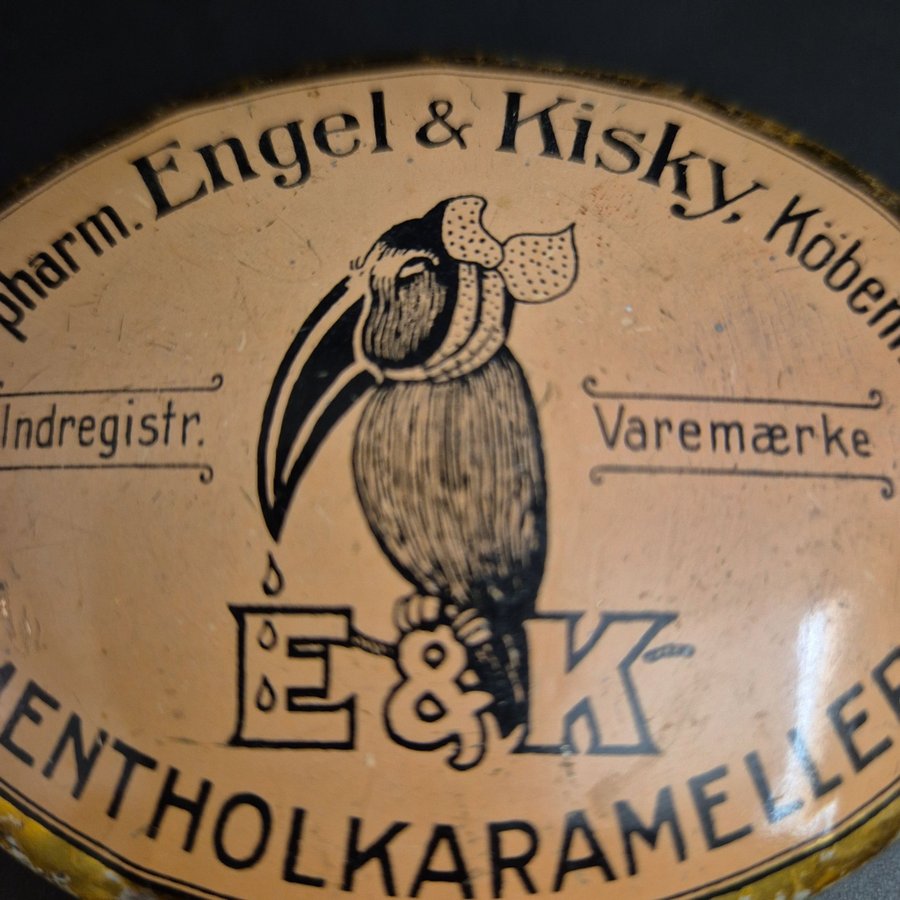 pharm. Engel & Kisky, Köbenh
Indregistr. Varemærke
E&K
MENTHOLKARAMELLER